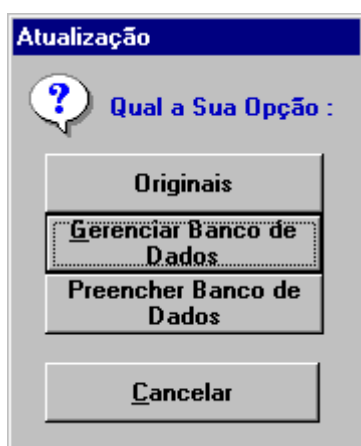 Atualização
Qual a Sua Opção :
Originais
Gerenciar Banco de
Dados
Preencher Banco de
Dados
Cancelar